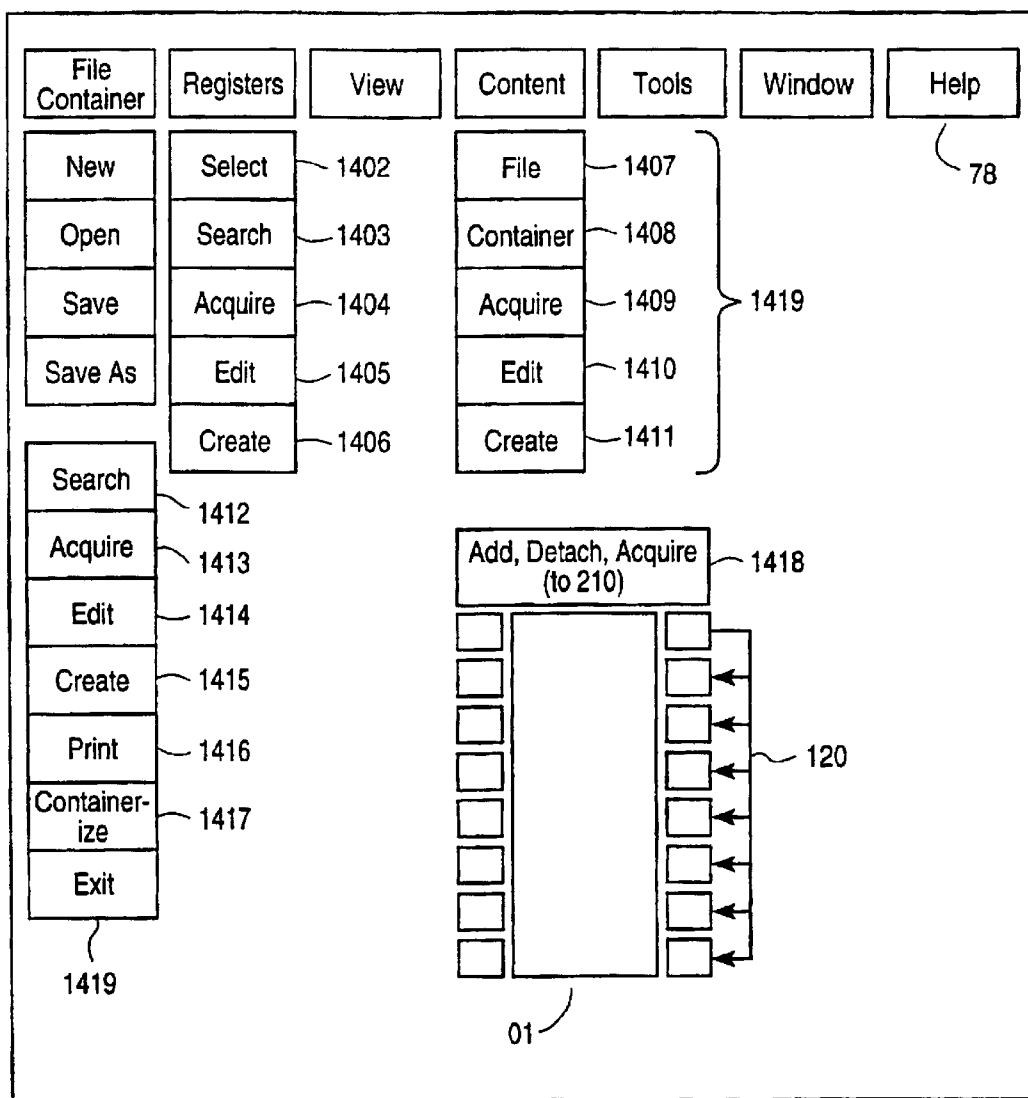 File
Container
Registers
View
Content
Tools
Window
Help
78
New
Open
Save
Save As
Select
1402
Search
1403
Acquire
1404
Edit
1405
Create
1406
File
1407
Container
1408
Acquire
1409
Edit
1410
Create
1411
1419
Search
1412
Acquire
1413
Edit
1414
Create
1415
Print
1416
Container-
ize
1417
Exit
1419
Add, Detach, Acquire
(to 210)
1418
120
01